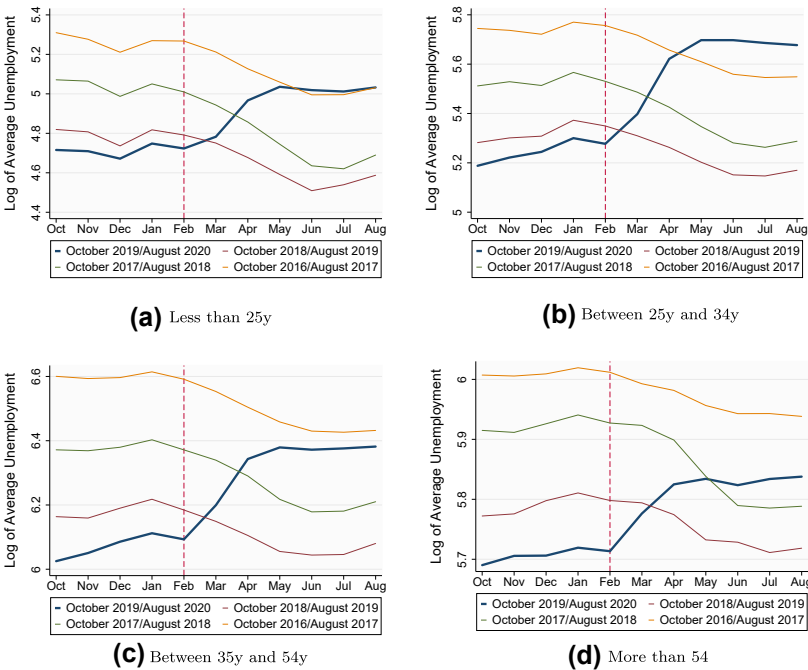 Log of Average Unemployment
5.4
5.2
5
4.8
4.6
4.4
Oct Nov Dec Jan Feb Mar Apr May Jun Jul Aug
October 2019/August 2020 October 2018/August 2019
October 2017/August 2018 October 2016/August 2017
(a) Less than 25y
Log of Average Unemployment
5.8
5.6
5.4
5.2
5
Oct Nov Dec Jan Feb Mar Apr May Jun Jul Aug
October 2019/August 2020 October 2018/August 2019
October 2017/August 2018 October 2016/August 2017
(b) Between 25y and 34y
Log of Average Unemployment
6.6
6.4
6.2
6
Oct Nov Dec Jan Feb Mar Apr May Jun Jul Aug
October 2019/August 2020 October 2018/August 2019
October 2017/August 2018 October 2016/August 2017
(c) Between 35y and 54y
Log of Average Unemployment
6
5.9
5.8
5.7
Oct Nov Dec Jan Feb Mar Apr May Jun Jul Aug
October 2019/August 2020 October 2018/August 2019
October 2017/August 2018 October 2016/August 2017
(d) More than 54